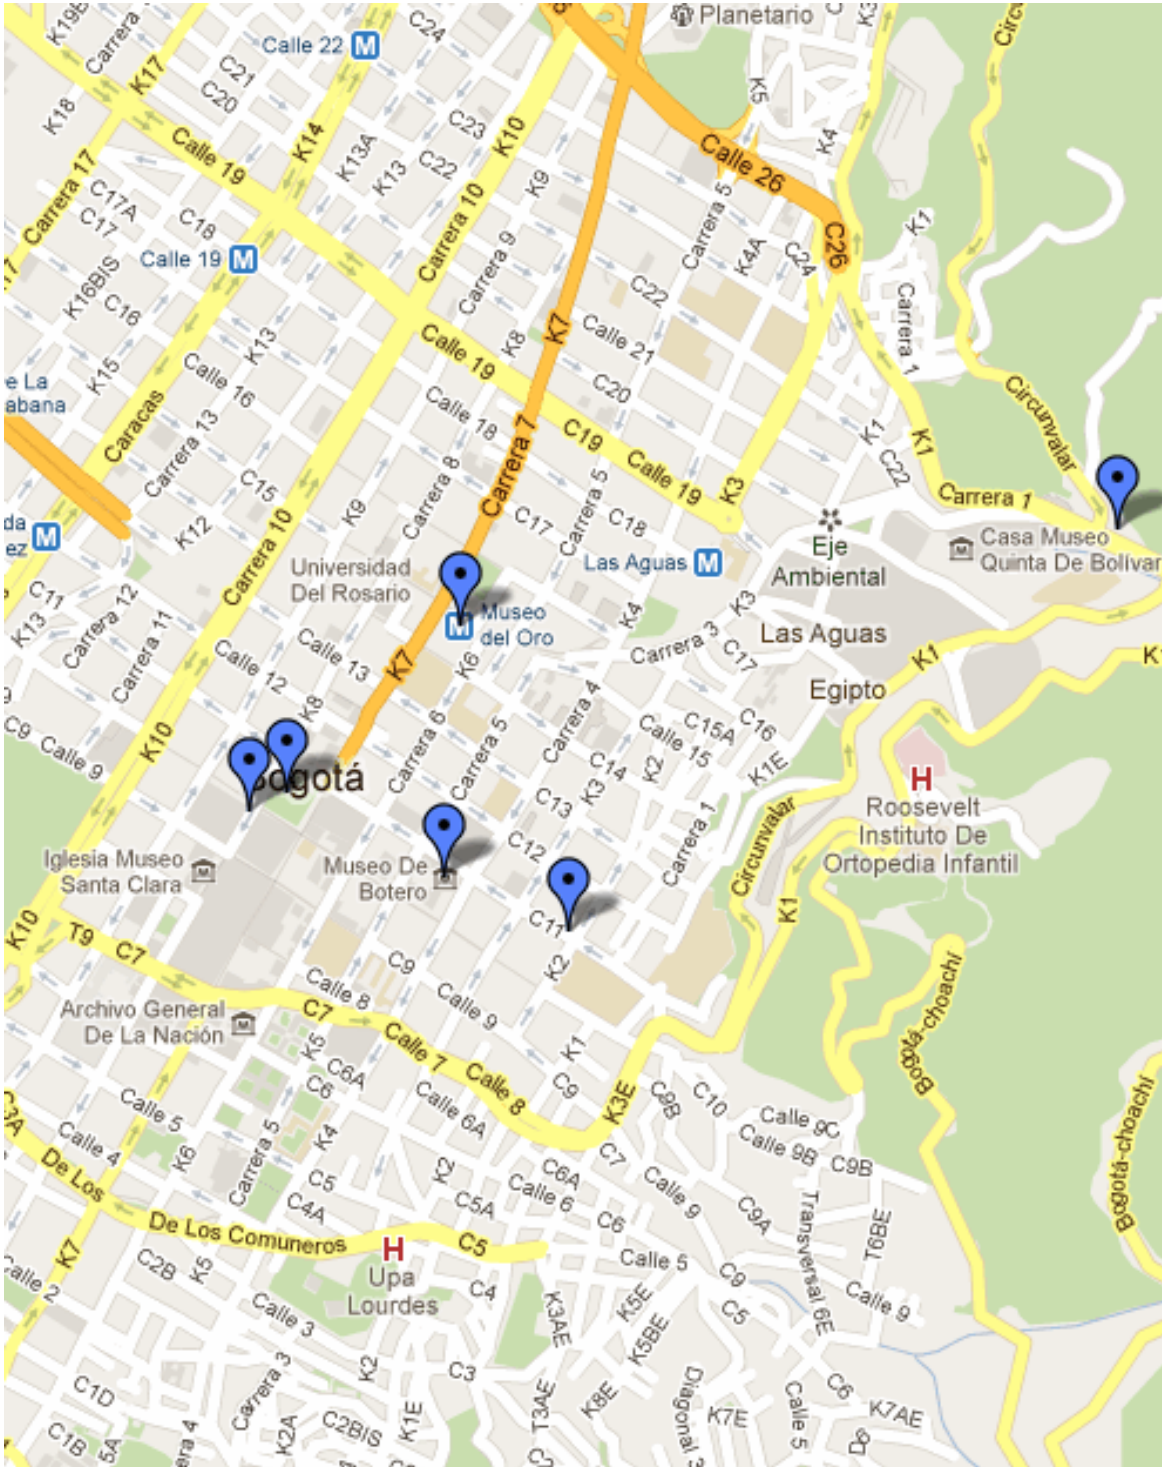 Planetario
K19B
Carrera
C24
K3
Circunv
Calle 22 M
K17
C21
C20
K18
K14
C23
K10
K5
K4
Calle 19
K13A
K13
C22
K9
Calle 26
Carrera 17
C17A
C17
C18
Carrera 10
Carrera 9
Carrera 5
K4A
C24
C26
K1
Calle 19 M
K16BIS
C16
C22
Carrera 1
K13
Calle 19
K8
K7
Calle 21
e La
abana
K15
Calle 16
C20
Circunvalar
Caracas
Calle 18
Carrera 13
Carrera 7
C19
Calle 19
K1
C22
K1
C15
K9
Carrera 8
Carrera 5
K3
Carrera 1
da
ez M
K12
Carrera 10
C17
C18
Eje
Ambiental
Casa Museo
Quinta De Bolívar
Universidad
Del Rosario
Las Aguas M
C11
Carrera 12
K13
Carrera 11
M Museo
del Oro
K4
K3
Las Aguas
Calle 13
Calle 12
K7
K6
Carrera 3
C17
K1
K1
Egipto
K8
Carrera 6
Carrera 5
Carrera 4
C9
Calle 9
K10
C15A
C16
Calle 15
Bogotá
C14
K2
K1E
K3
C13
H
Roosevelt
Instituto De
Ortopedia Infantil
Iglesia Museo
Santa Clara
Museo De
Botero
C12
Carrera 1
Circunvalar
K1
K10
T9
C7
C11
C9
K2
Calle 8
Calle 9
Archivo General
De La Nación
C7
Calle 7
Bogotá-choachí
K5
C6A
C6
K1
C9
Calle 8
K3E
C9B
C10
C3A
Calle 5
Calle 4
Calle 6A
Calle 9C
Calle 9B
C9B
Bogotá-choachí
K6
Carrera 5
K4
C5
K2
C7
C6A
Calle 6
Calle 9
De Los
C4A
C5A
C6
C9A
Transversal 6E
T6BE
De Los Comuneros
C5
K7
C2B
K5
H
Upa
Lourdes
Calle 5
C9
Calle 9
Calle 2
C4
K3AE
K5E
C5
Calle 3
K5BE
K2
C3
C6
C1D
Carrera 3
K1E
T3AE
K8E
Diagonal 3
K7E
Calle 5
K7AE
C1B
5A
K2A
C2BIS
D6